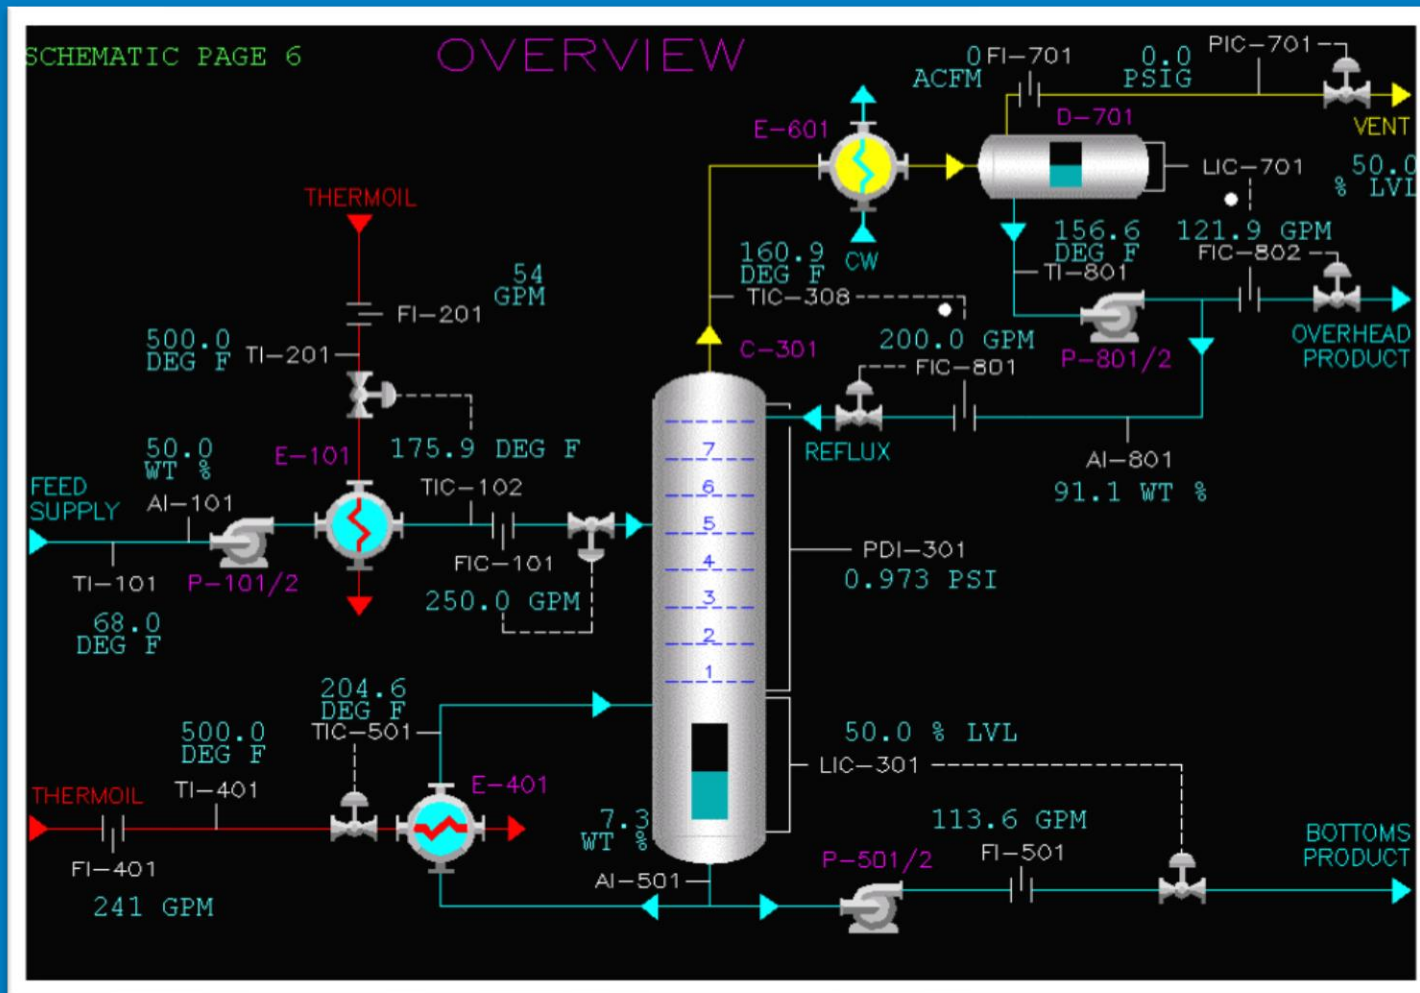 SCHEMATIC PAGE 6
OVERVIEW
0
ACFM
FI-701
0.0
PSIG
PIC-701
VENT
D-701
E-601
CW
LIC-701
50.0
% LVL
THERMOIL
54
GPM
FI-201
500.0
DEG F
TI-201
160.9
DEG F
TIC-308
156.6
DEG F
TI-801
121.9 GPM
FIC-802
P-801/2
OVERHEAD
PRODUCT
C-301
200.0 GPM
FIC-801
REFLUX
AI-801
91.1 WT %
50.0
WT %
AI-101
E-101
175.9 DEG F
TIC-102
FEED
SUPPLY
TI-101
68.0
DEG F
P-101/2
FIC-101
250.0 GPM
7
6
5
4
3
2
1
PDI-301
0.973 PSI
204.6
DEG F
TIC-501
500.0
DEG F
TI-401
THERMOIL
FI-401
241 GPM
E-401
50.0 % LVL
LIC-301
7.3
WT %
AI-501
113.6 GPM
FI-501
P-501/2
BOTTOMS
PRODUCT